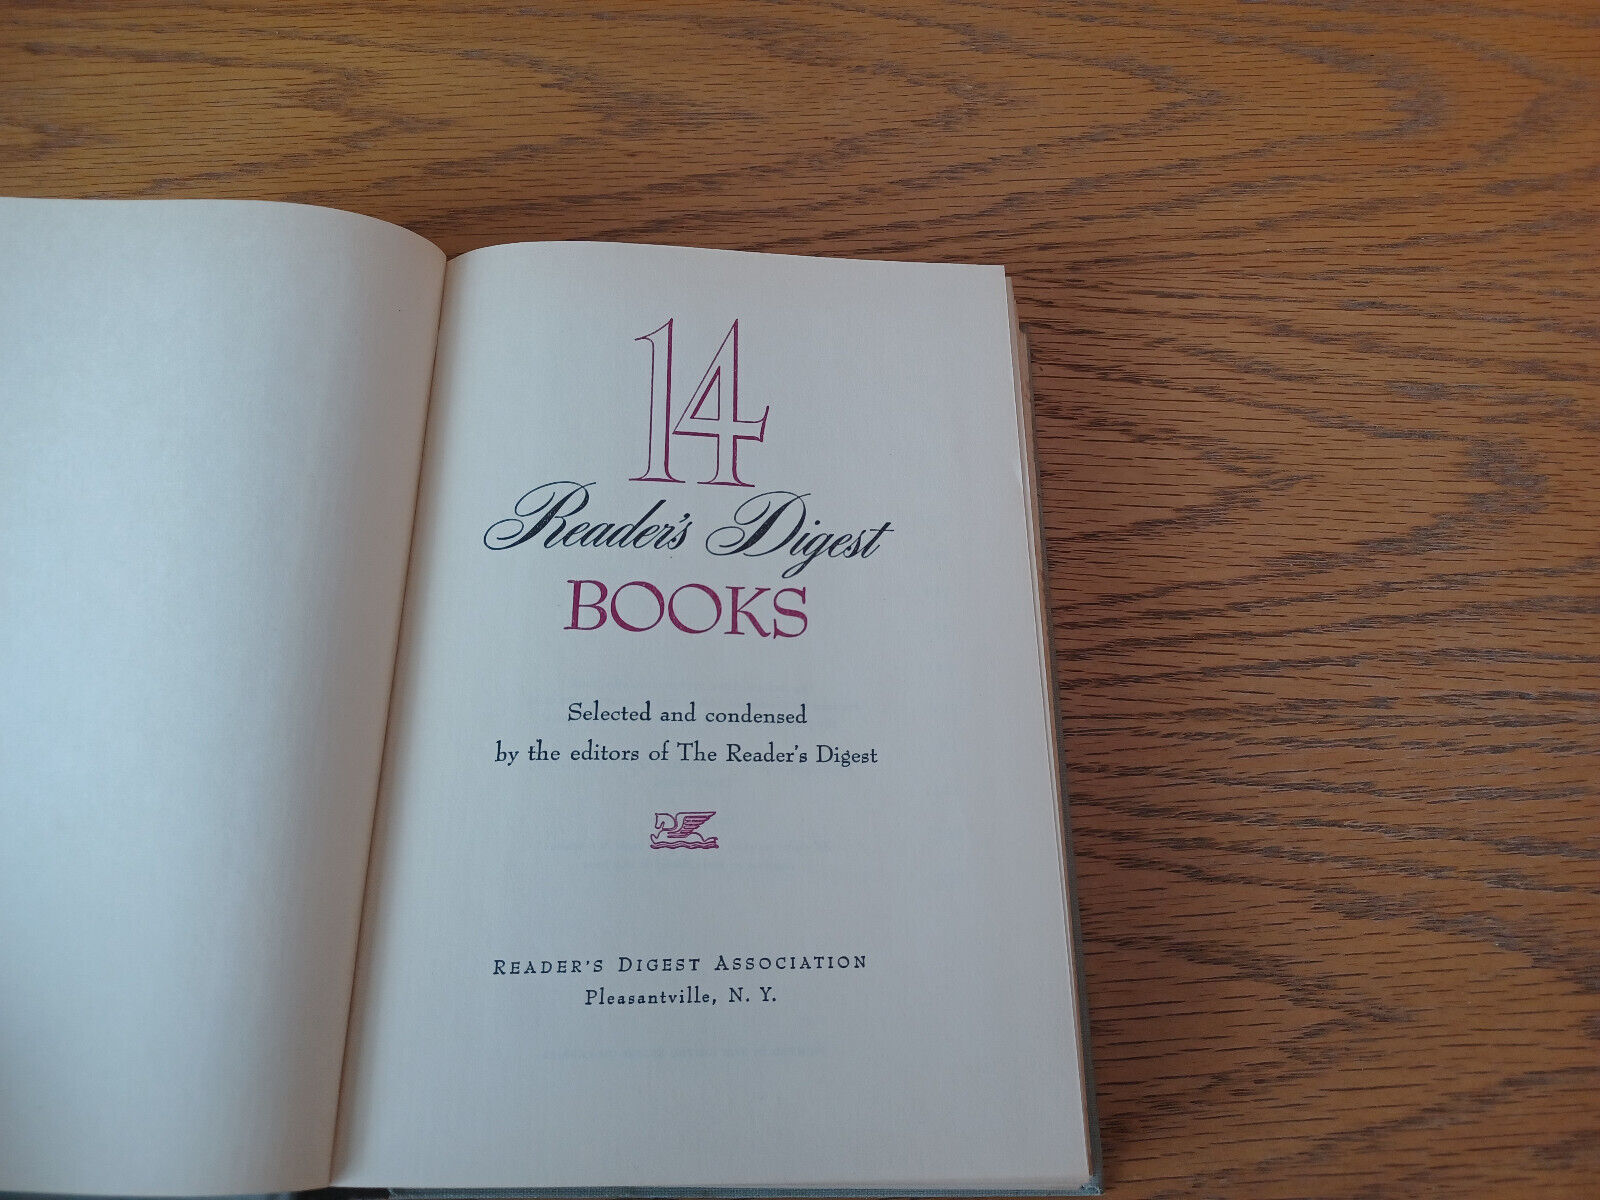 14
Reader's Digest
BOOKS
Selected and condensed
by the editors of The Reader's Digest
READER'S DIGEST ASSOCIATION
Pleasantville, N. Y.